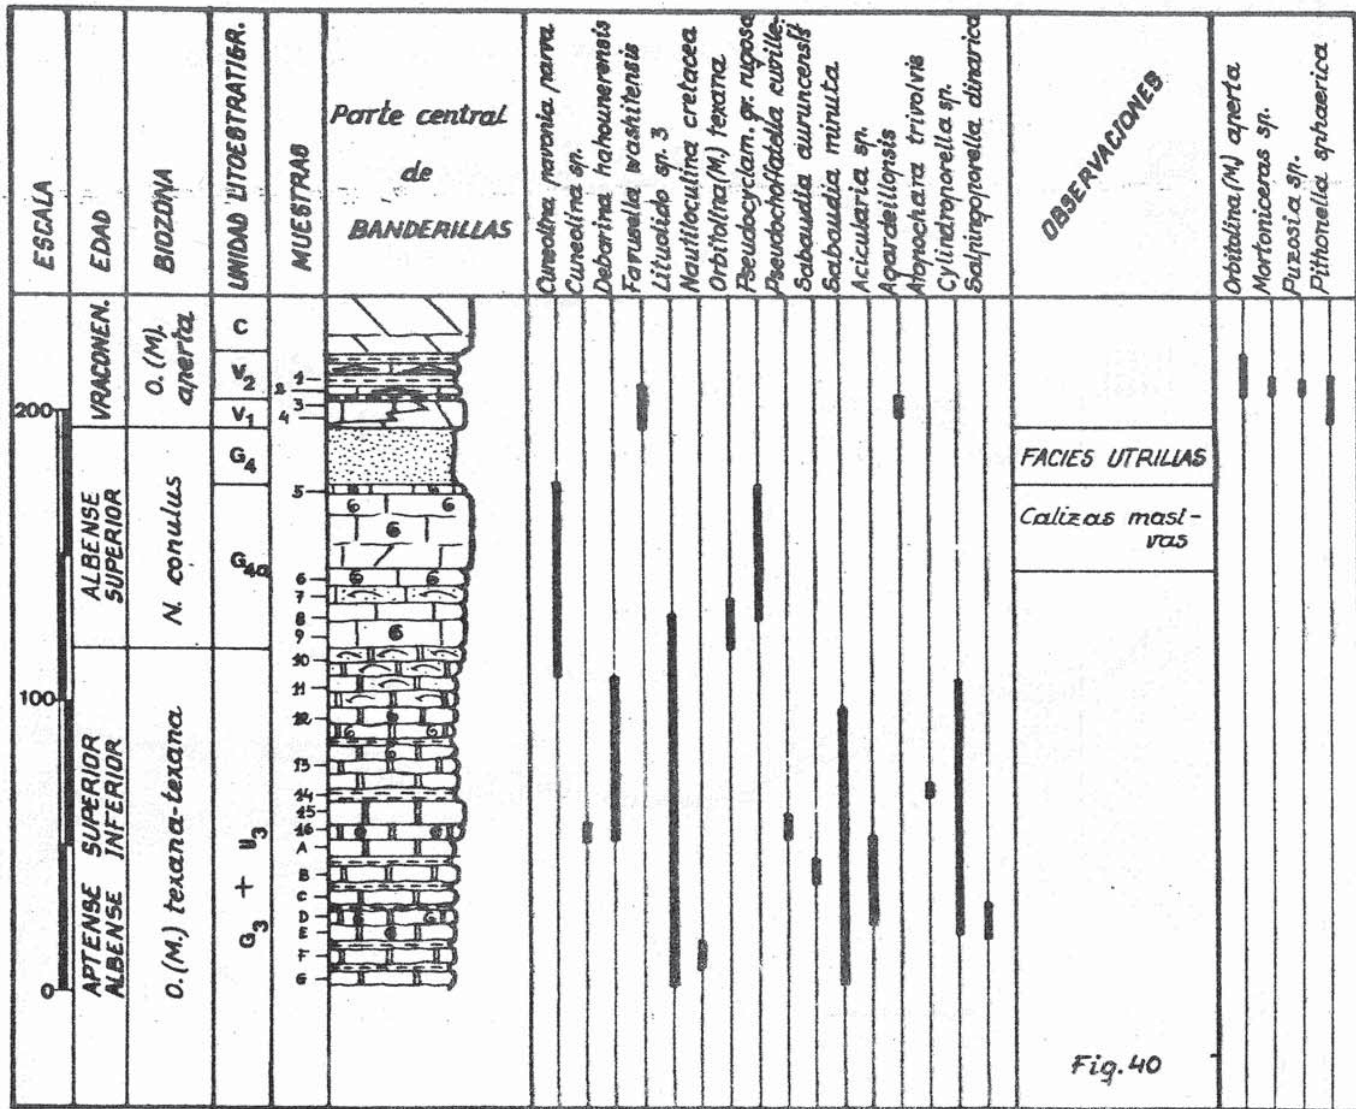 ESCALA
EDAD
BIOZONA
UNIDAD LITOESTRATIGR.
MUESTRAS
Parte central
de
BANDERILLAS
Cuneolina pavonia parva
Cuneolina sp.
Debarina hahounerensis
Favusella washitensis
Litualido sp. 3
Nautiloculina cretacea
Orbitolina (M.) texana
Pseudocyclam. gr. rugosa
Pseudochoffatella cuvillieri
Sabaudia auruncensis
Sabaudia minuta
Acicularia sp.
Agardeillopsis
Atopochara trivolvis
Cylindroporella sp.
Salpingoporella dinarica
OBSERVACIONES
Orbitolina (M) aperta
Mortoniceras sp.
Puzosia sp.
Pithonella sphaerica
VRACONEN.
O. (M).
aperta
C
V2
V1
1
2
3
4
200
ALBENSE
SUPERIOR
N. conulus
G4
G4a
5
6
7
8
9
FACIES UTRILLAS
Calizas masi-
vas
100
0
APTENSE SUPERIOR
ALBENSE INFERIOR
O. (M.) texana-texana
G3 + U3
10
11
12
13
14
15
16
A
B
C
D
E
F
G
Fig. 40